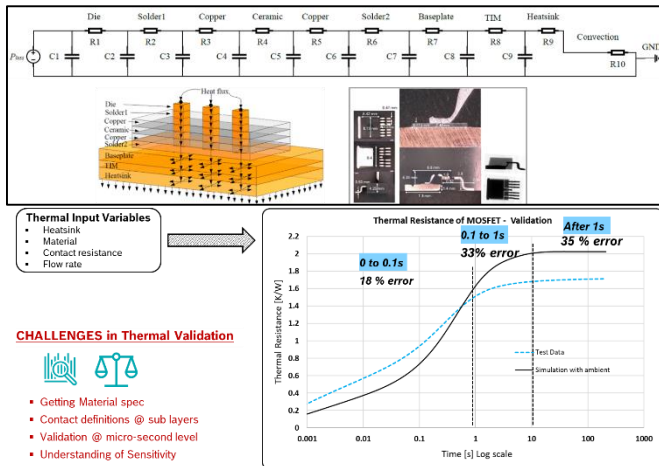 Die Solder1 Copper Ceramic Copper Solder2 Baseplate TIM Heatsink
Convection
R1 R2 R3 R4 R5 R6 R7 R8 R9
GND
C1 C2 C3 C4 C5 C6 C7 C8 C9
R10
Heat flux
Die
Solder1
Copper
Ceramic
Copper
Solder2
Baseplate
TIM
Heatsink
Thermal Input Variables
▪ Heatsink
▪ Material
▪ Contact resistance
▪ Flow rate
CHALLENGES in Thermal Validation
▪ Getting Material spec
▪ Contact definitions @ sub layers
▪ Validation @ micro-second level
▪ Understanding of Sensitivity
Thermal Resistance of MOSFET - Validation
0 to 0.1s
18 % error
0.1 to 1s
33% error
After 1s
35 % error
Thermal Resistance [K/W]
2.2
2
1.8
1.6
1.4
1.2
1
0.8
0.6
0.4
0.2
0
Test Data
Simulation with ambient
0.001 0.01 0.1 1 10 100 1000
Time [s] Log scale